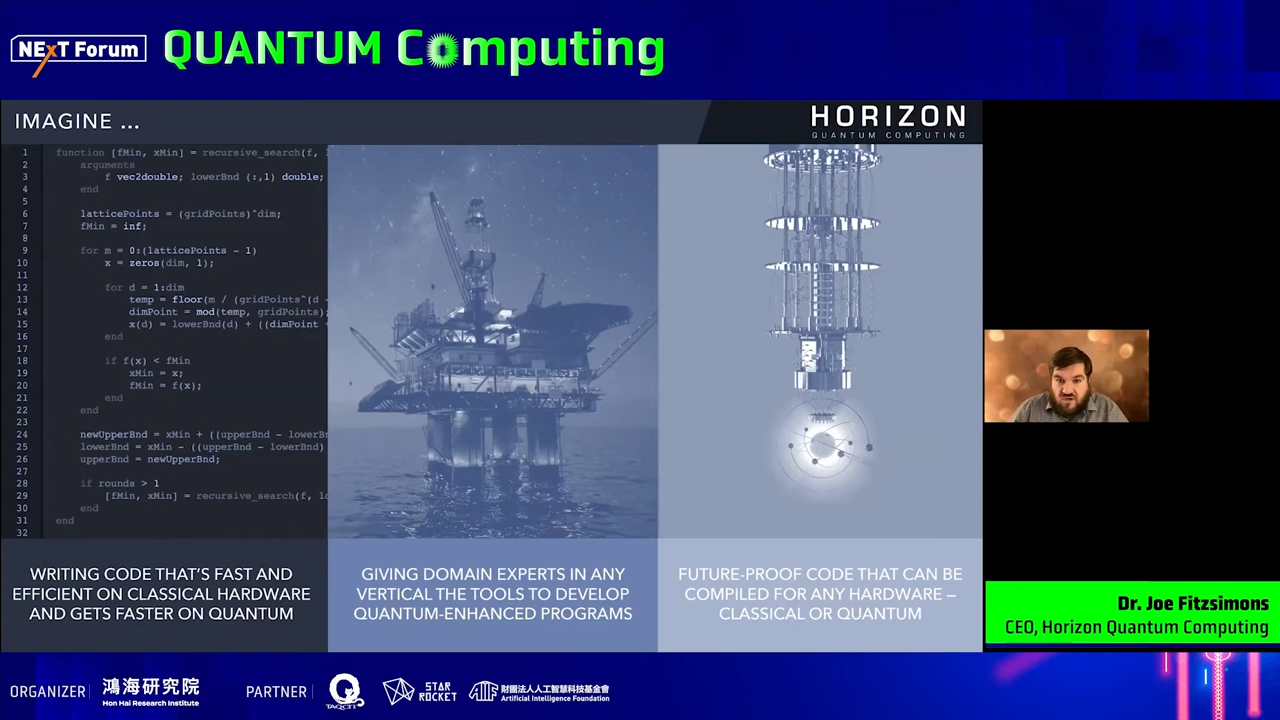 NExT Forum
QUANTUM Computing
IMAGINE ...
HORIZON
QUANTUM COMPUTING
1 function [fMin, xMin] = recursive_search(f, l
2 arguments
3 f vec2double; lowerBnd (:,1) double;
4 end
5
6 latticePoints = (gridPoints)^dim;
7 fMin = inf;
8
9 for m = 0:(latticePoints - 1)
10 x = zeros(dim, 1);
11
12 for d = 1:dim
13 temp = floor(m / (gridPoints^(d -
14 dimPoint = mod(temp, gridPoints);
15 x(d) = lowerBnd(d) + ((dimPoint +
16 end
17
18 if f(x) < fMin
19 xMin = x;
20 fMin = f(x);
21 end
22 end
23
24 newUpperBnd = xMin + ((upperBnd - lowerBn
25 lowerBnd = xMin - ((upperBnd - lowerBnd)
26 upperBnd = newUpperBnd;
27
28 if rounds > 1
29 [fMin, xMin] = recursive_search(f, lo
30 end
31 end
32
WRITING CODE THAT'S FAST AND
EFFICIENT ON CLASSICAL HARDWARE
AND GETS FASTER ON QUANTUM
GIVING DOMAIN EXPERTS IN ANY
VERTICAL THE TOOLS TO DEVELOP
QUANTUM-ENHANCED PROGRAMS
FUTURE-PROOF CODE THAT CAN BE
COMPILED FOR ANY HARDWARE –
CLASSICAL OR QUANTUM
Dr. Joe Fitzsimons
CEO, Horizon Quantum Computing
ORGANIZER
鴻海研究院
Hon Hai Research Institute
PARTNER
TAQCIT
STAR
ROCKET
財團法人人工智慧科技基金會
Artificial Intelligence Foundation